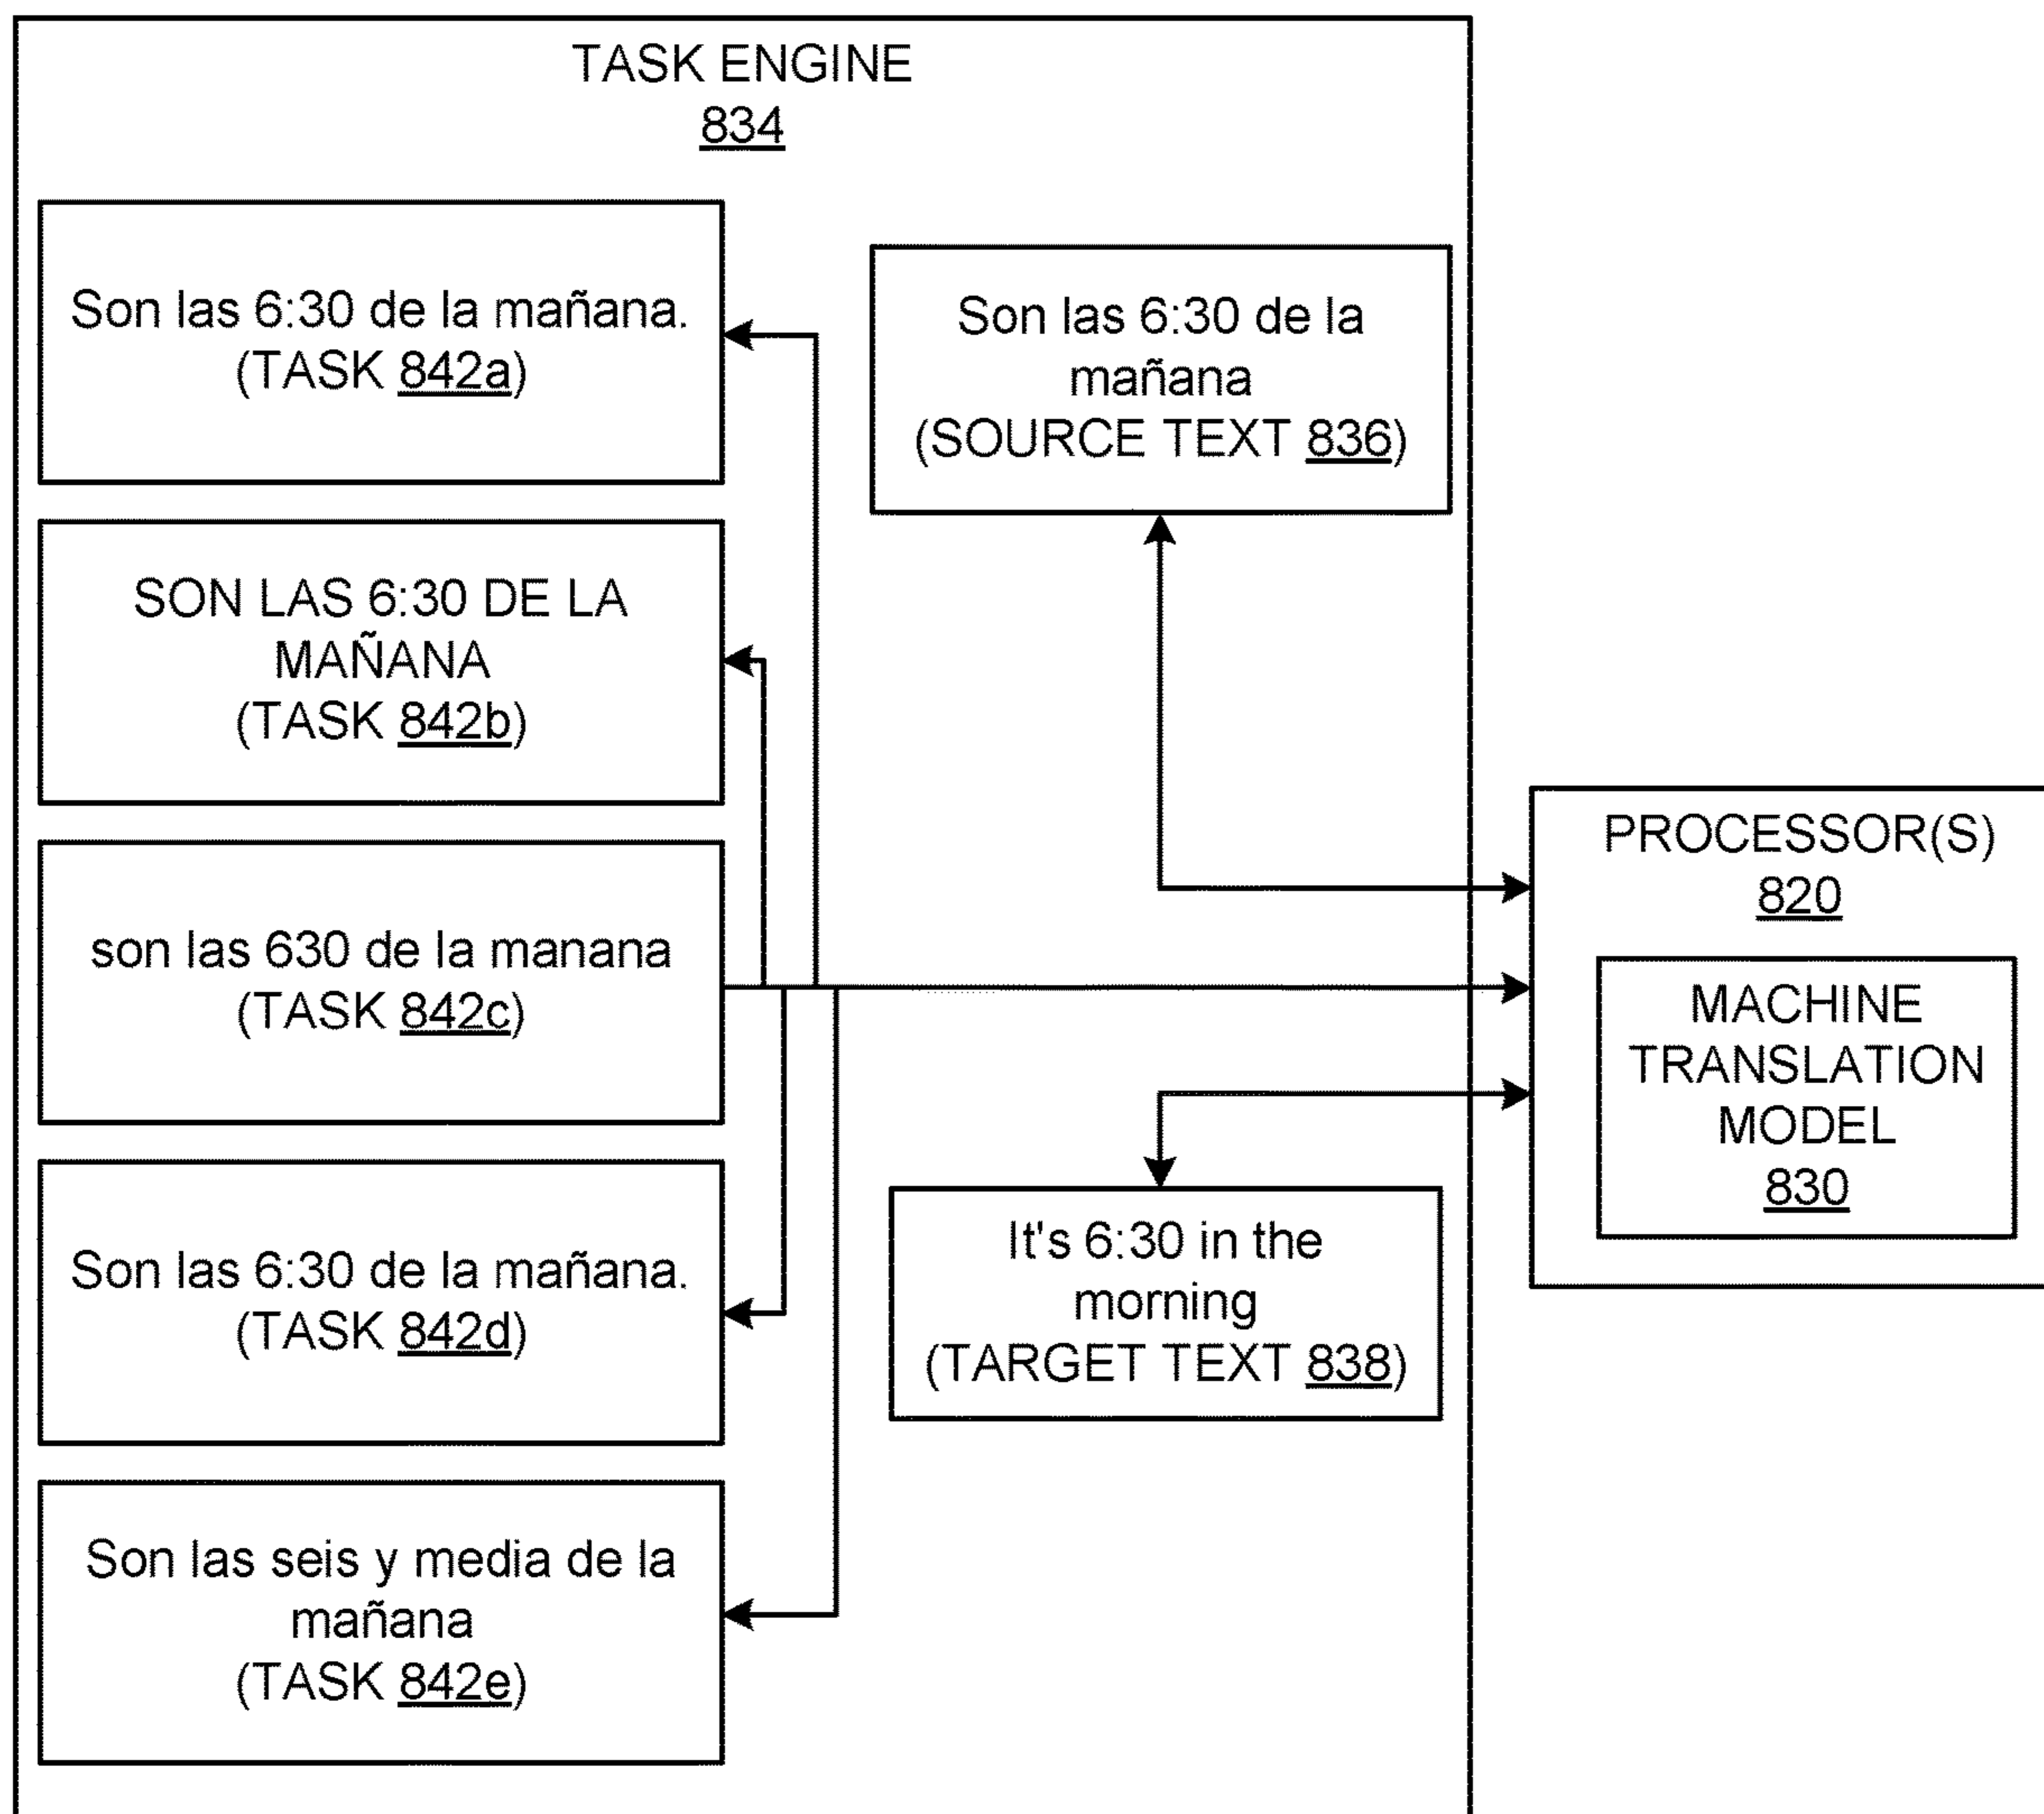 TASK ENGINE
834
Son las 6:30 de la mañana.
(TASK 842a)
SON LAS 6:30 DE LA
MAÑANA
(TASK 842b)
son las 630 de la manana
(TASK 842c)
Son las 6:30 de la mañana.
(TASK 842d)
Son las seis y media de la
mañana
(TASK 842e)
Son las 6:30 de la
mañana
(SOURCE TEXT 836)
It's 6:30 in the
morning
(TARGET TEXT 838)
PROCESSOR(S)
820
MACHINE
TRANSLATION
MODEL
830